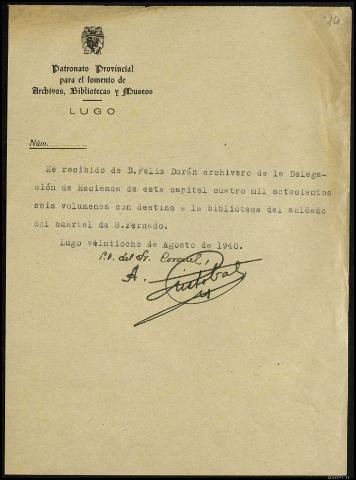 10
Patronato Provincial
para el fomento de
Archivos, Bibliotecas y Museos
LUGO
Núm.
He recibido de D.Felix Durán archivero de la Delega-
ción de Hacienda de esta capital cuatro mil setecientos
seis volumenes con destino a la biblioteca del soldado
del cuartel de S.Fernado.
Lugo veintiocho de Agosto de 1940.
P.O. del Sr. Coronel,
A. Cristobal